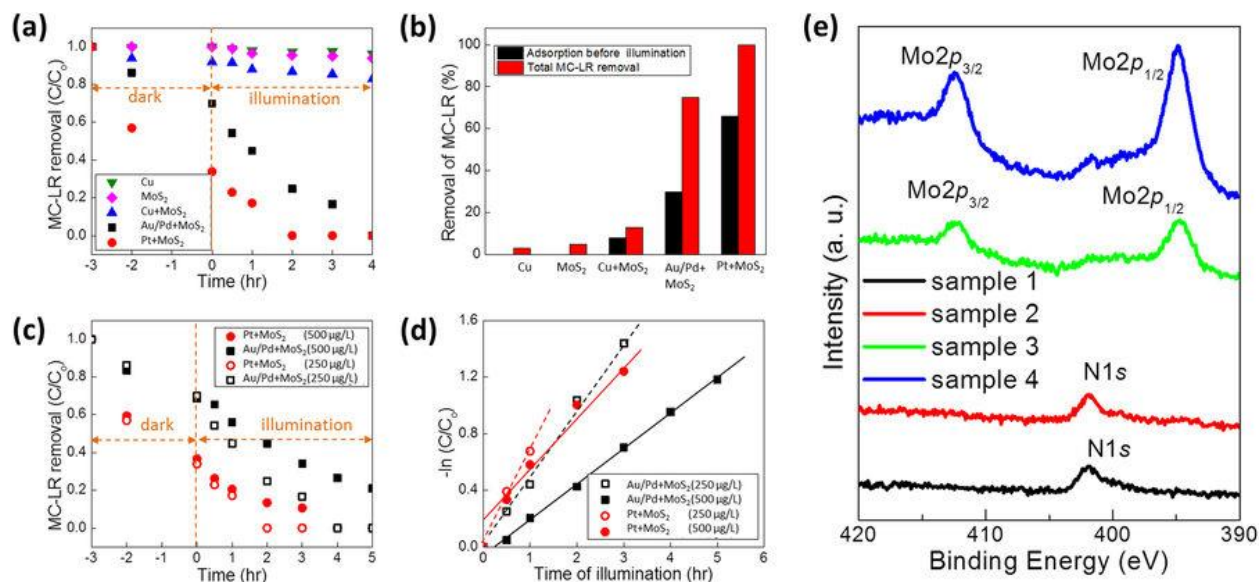 (a)
MC-LR removal (C/C₀)
1.0
0.8
0.6
0.4
0.2
0.0
dark
illumination
Cu
MoS₂
Cu+MoS₂
Au/Pd+MoS₂
Pt+MoS₂
-3 -2 -1 0 1 2 3 4
Time (hr)
(b)
Removal of MC-LR (%)
100
80
60
40
20
0
Adsorption before illumination
Total MC-LR removal
Cu
MoS₂
Cu+MoS₂
Au/Pd+
MoS₂
Pt+MoS₂
(c)
MC-LR removal (C/C₀)
1.0
0.8
0.6
0.4
0.2
0.0
Pt+MoS₂ (500 µg/L)
Au/Pd+MoS₂(500 µg/L)
Pt+MoS₂ (250 µg/L)
Au/Pd+MoS₂(250 µg/L)
dark
illumination
-3 -2 -1 0 1 2 3 4 5
Time (hr)
(d)
-ln (C/C₀)
-1.6
-1.2
0.8
0.4
-0.0
Au/Pd+MoS₂(250 µg/L)
Au/Pd+MoS₂(500 µg/L)
Pt+MoS₂ (250 µg/L)
Pt+MoS₂ (500 µg/L)
0 1 2 3 4 5 6
Time of illumination (hr)
(e)
Intensity (a. u.)
Mo2p3/2
Mo2p1/2
Mo2p3/2
Mo2p1/2
sample 1
sample 2
sample 3
sample 4
N1s
N1s
420 410 400 390
Binding Energy (eV)